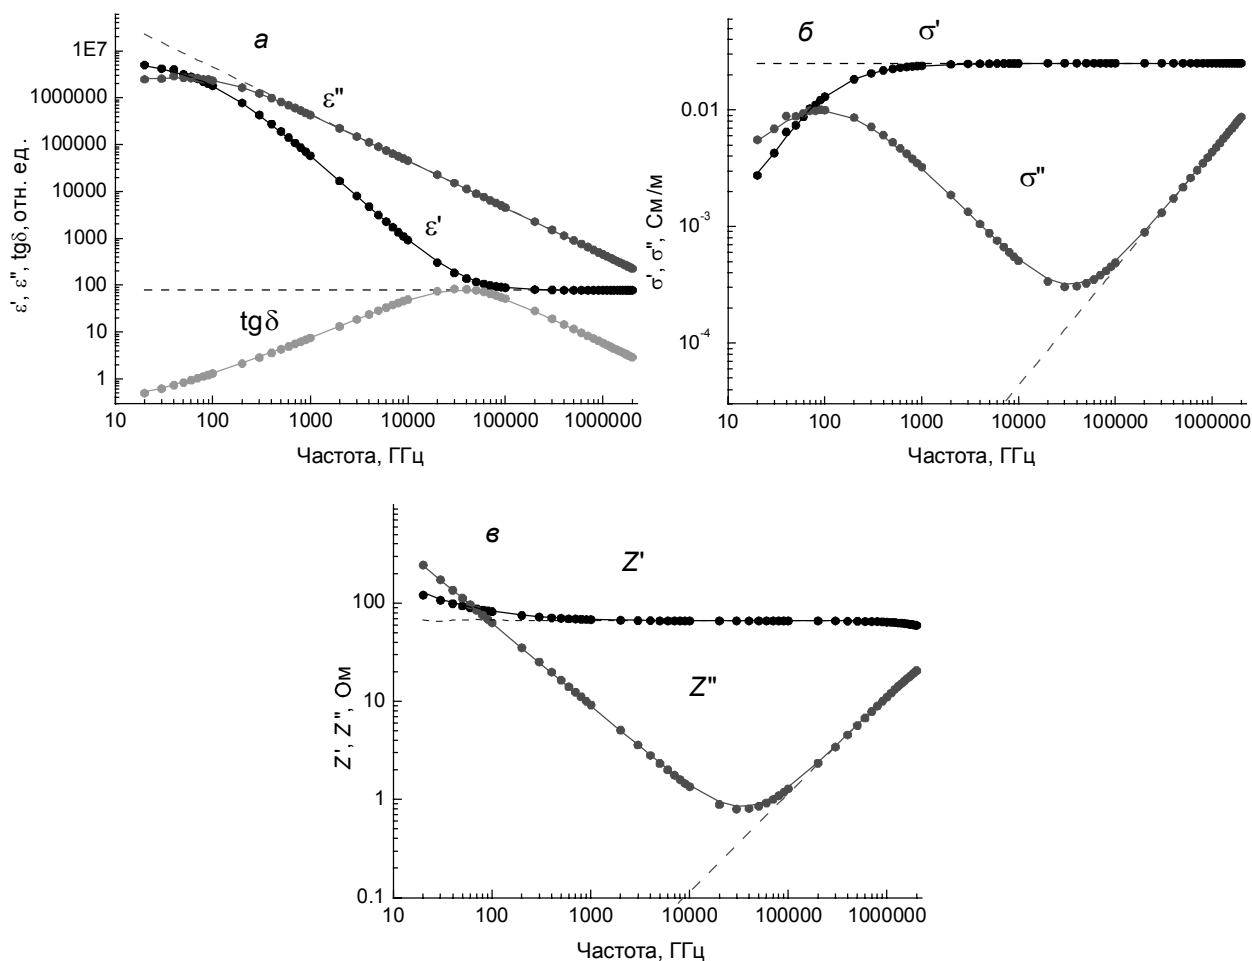 а
1E7
1000000
100000
10000
1000
100
10
1
ε', ε'', tgδ, отн. ед.
ε''
ε'
tgδ
10 100 1000 10000 100000 1000000
Частота, ГГц
б
σ'
0.01
10⁻³
10⁻⁴
σ', σ'', См/м
σ''
10 100 1000 10000 100000 1000000
Частота, ГГц
в
Z'
100
10
1
0.1
Z', Z'', Ом
Z''
10 100 1000 10000 100000 1000000
Частота, ГГц